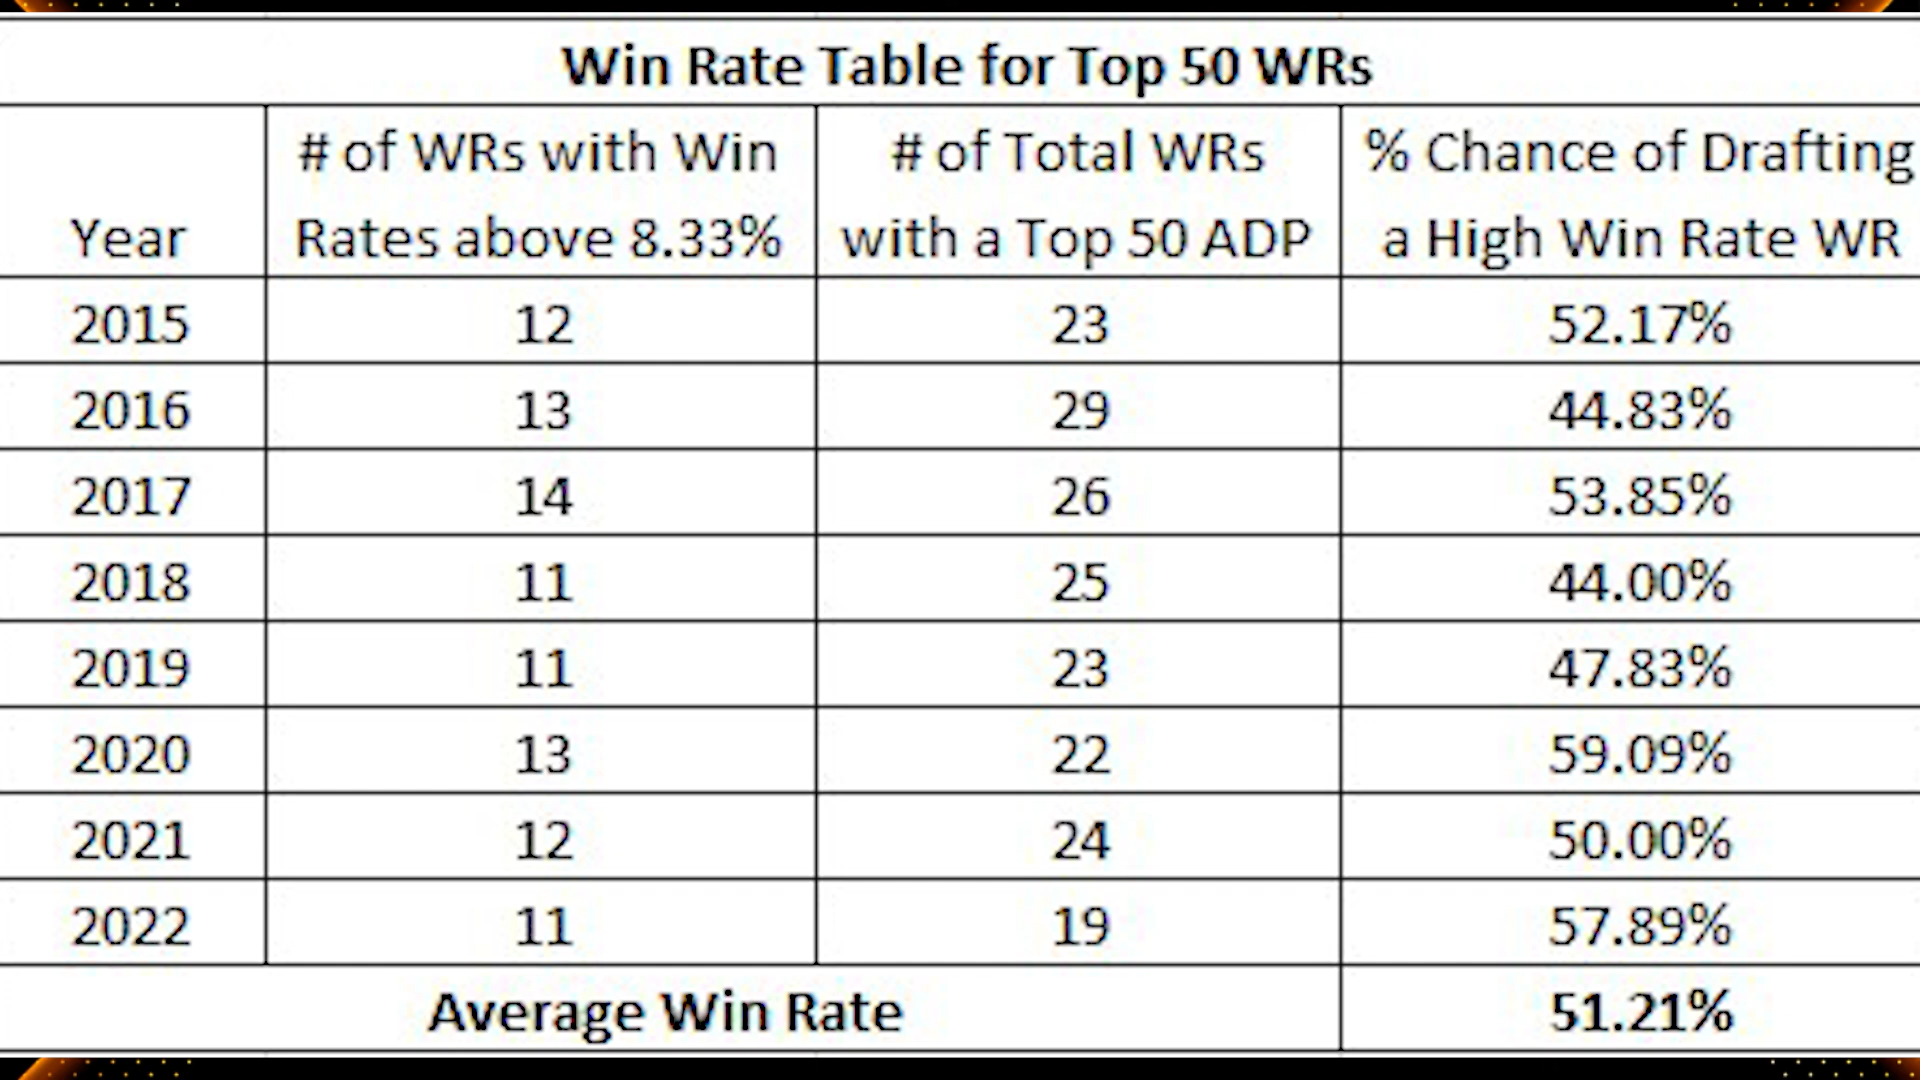 Win Rate Table for Top 50 WRs
Year # of WRs with Win Rates above 8.33% # of Total WRs with a Top 50 ADP % Chance of Drafting a High Win Rate WR
2015 12 23 52.17%
2016 13 29 44.83%
2017 14 26 53.85%
2018 11 25 44.00%
2019 11 23 47.83%
2020 13 22 59.09%
2021 12 24 50.00%
2022 11 19 57.89%
Average Win Rate 51.21%